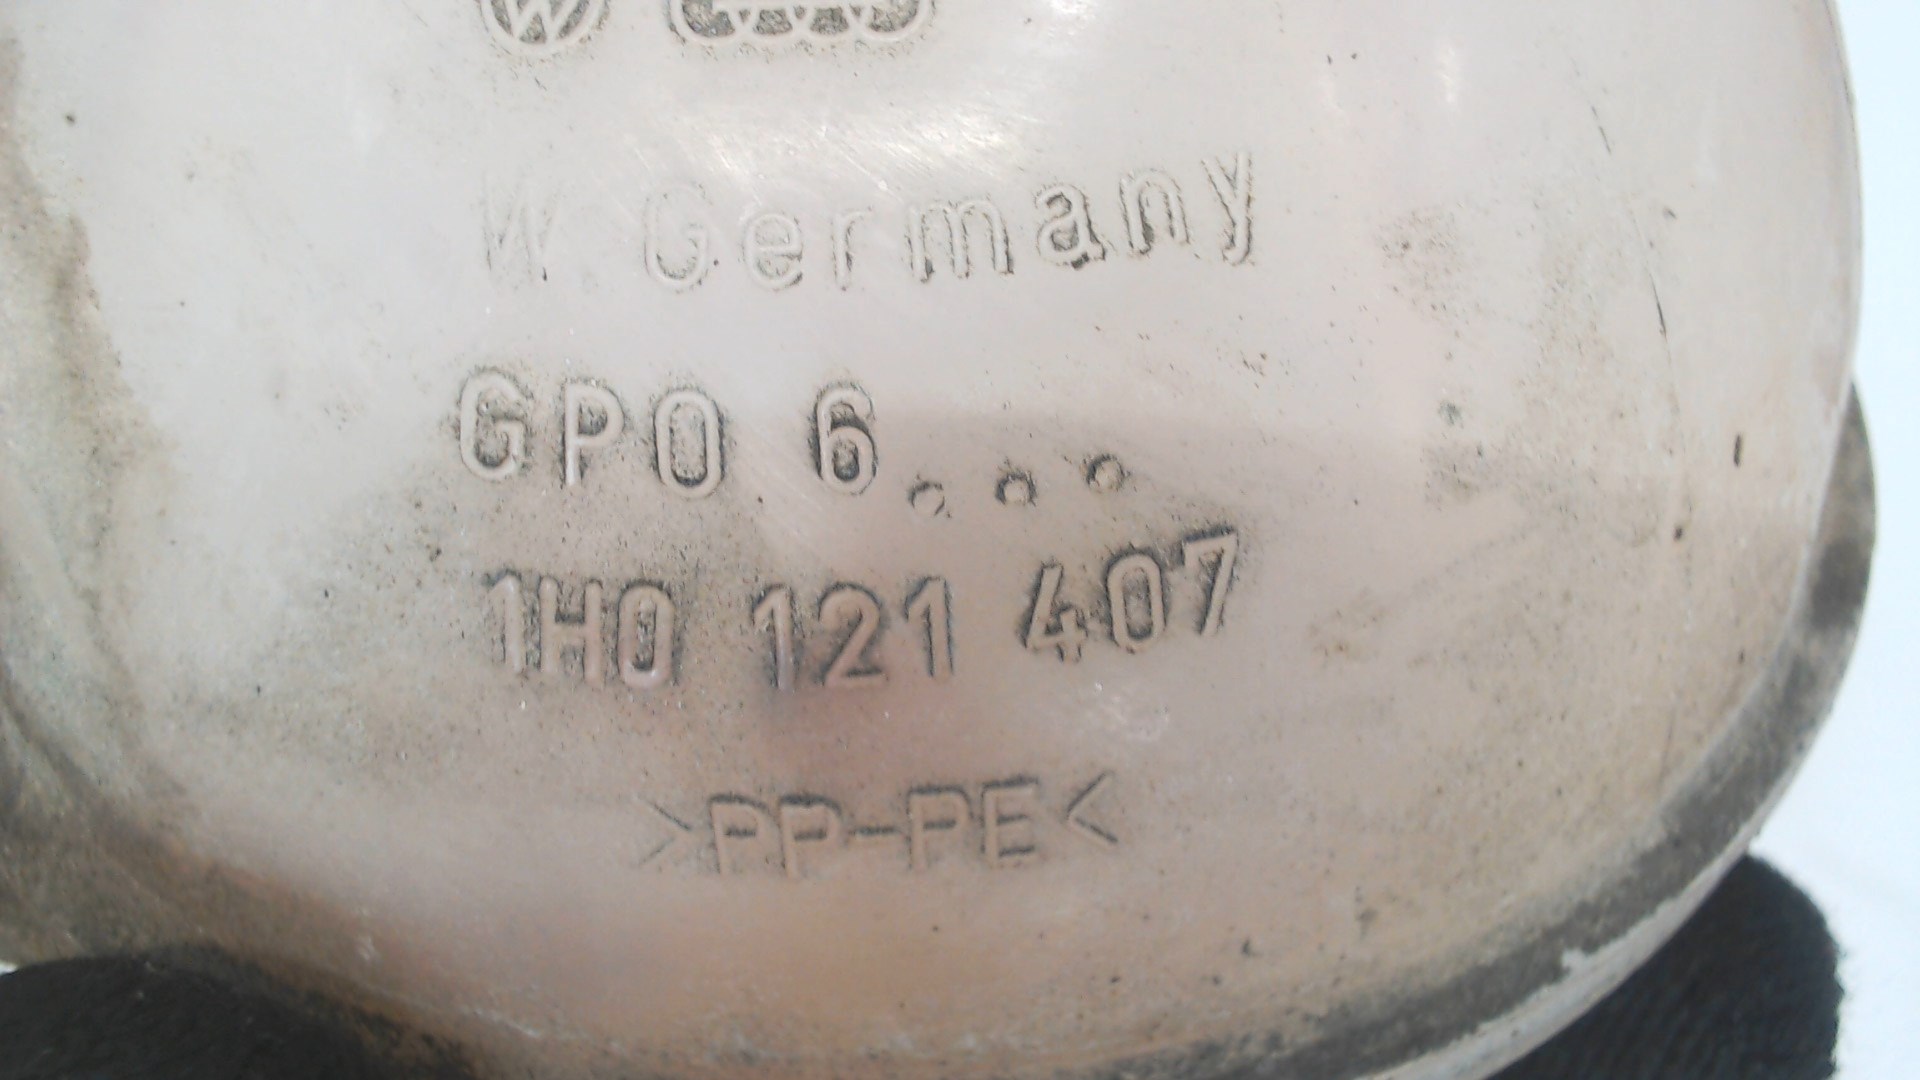 W. Germany
GPO 6...
1H0 121 407
>PP-PE<